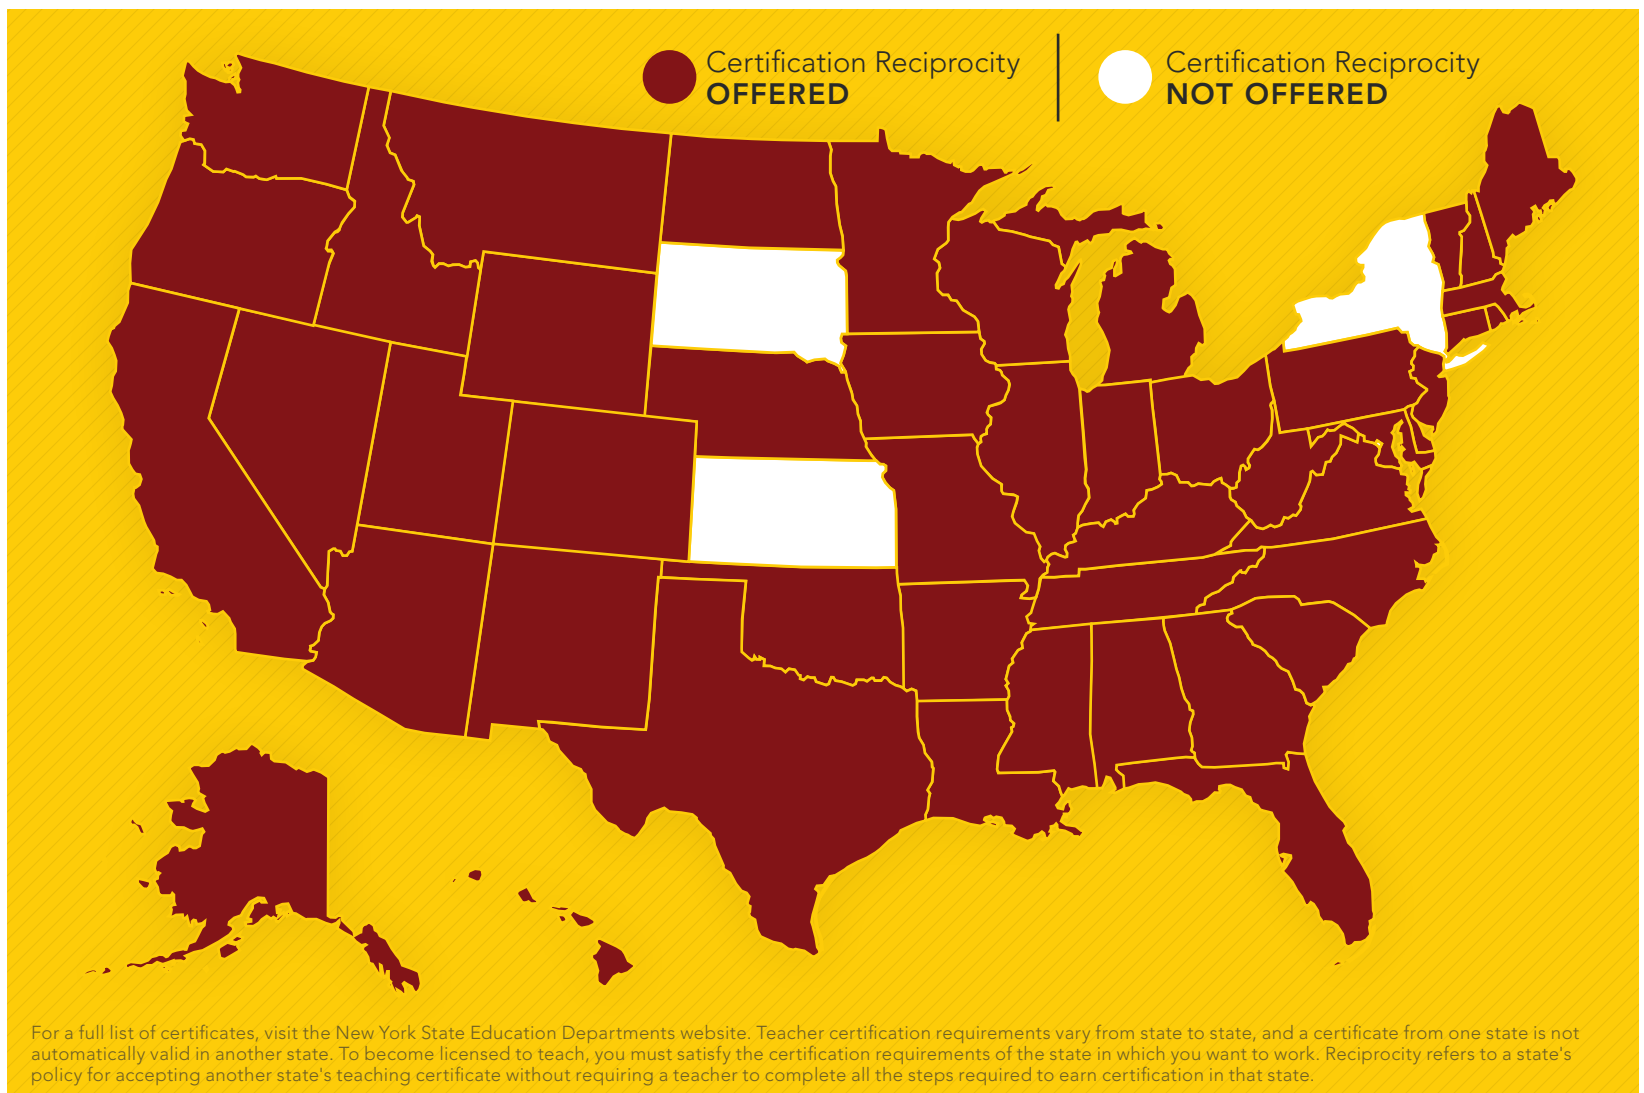 Certification Reciprocity
OFFERED
Certification Reciprocity
NOT OFFERED
For a full list of certificates, visit the New York State Education Departments website. Teacher certification requirements vary from state to state, and a certificate from one state is not
automatically valid in another state. To become licensed to teach, you must satisfy the certification requirements of the state in which you want to work. Reciprocity refers to a state's
policy for accepting another state's teaching certificate without requiring a teacher to complete all the steps required to earn certification in that state.